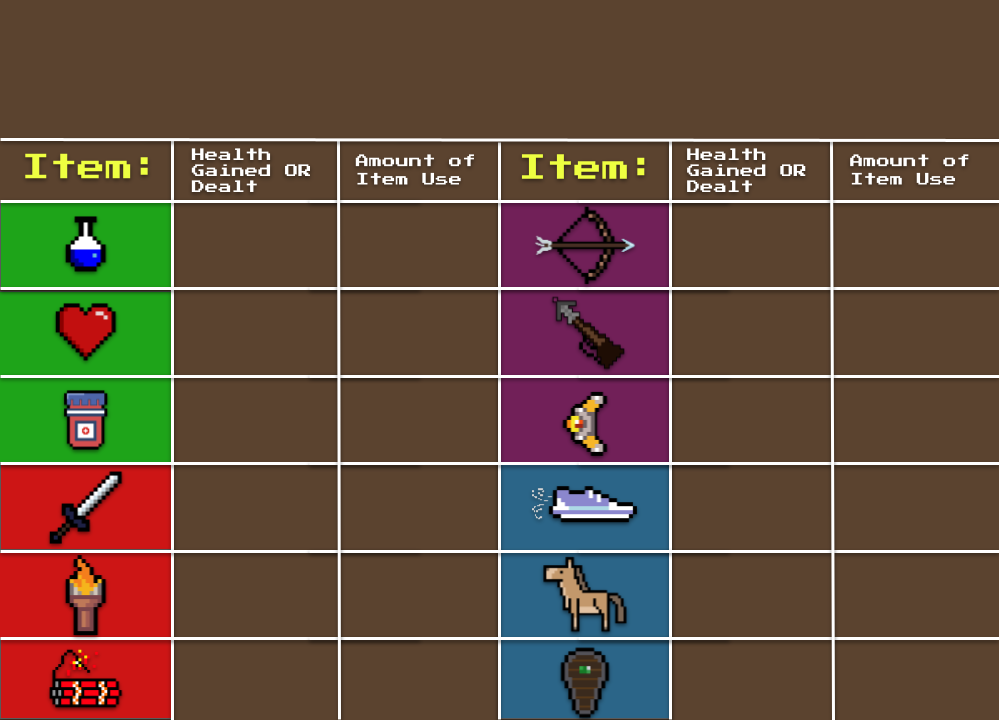 Item:
Health
Gained OR
Dealt
Amount of
Item Use
Item:
Health
Gained OR
Dealt
Amount of
Item Use